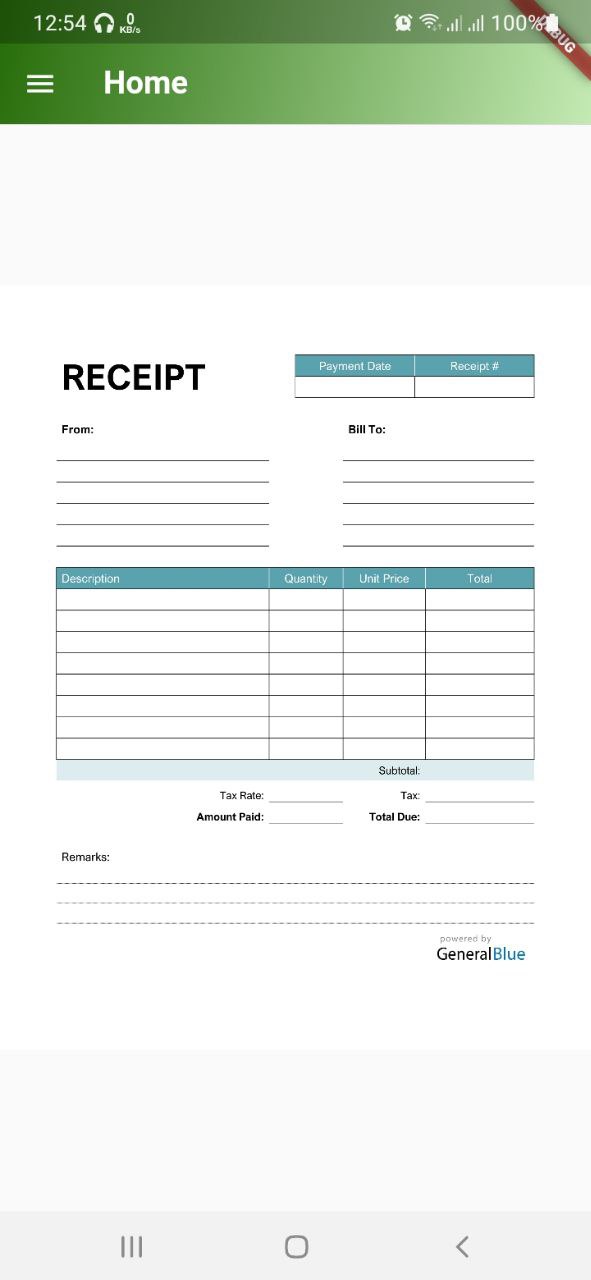 12:54 0 KB/s 100%
DEBUG
Home
RECEIPT
Payment Date Receipt #
From: Bill To:
Description Quantity Unit Price Total
Subtotal:
Tax Rate: Tax:
Amount Paid: Total Due:
Remarks:
powered by
GeneralBlue